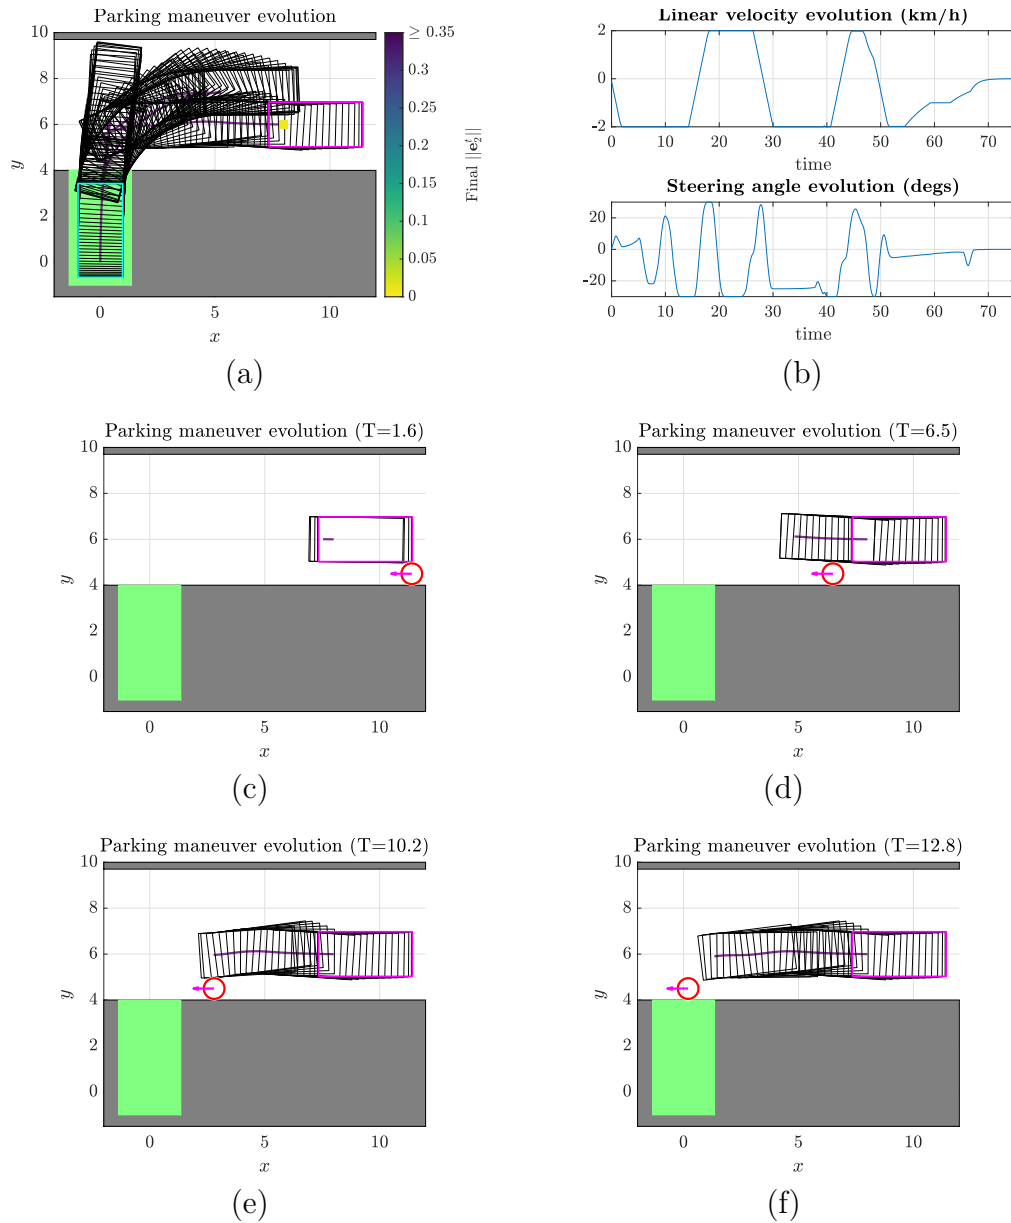 Parking maneuver evolution
10
8
6
4
2
0
y
0 5 10
x
≥ 0.35
0.3
0.25
0.2
0.15
0.1
0.05
0
Final ||e₂ᵗ||
(a)
Linear velocity evolution (km/h)
2
0
-2
0 10 20 30 40 50 60 70
time
Steering angle evolution (degs)
20
0
-20
0 10 20 30 40 50 60 70
time
(b)
Parking maneuver evolution (T=1.6)
10
8
6
4
2
0
y
0 5 10
x
(c)
Parking maneuver evolution (T=6.5)
10
8
6
4
2
0
y
0 5 10
x
(d)
Parking maneuver evolution (T=10.2)
10
8
6
4
2
0
y
0 5 10
x
(e)
Parking maneuver evolution (T=12.8)
10
8
6
4
2
0
y
0 5 10
x
(f)